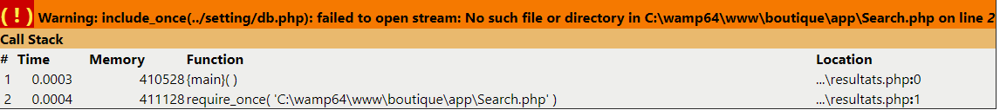 ( ! ) Warning: include_once(../setting/db.php): failed to open stream: No such file or directory in C:\wamp64\www\boutique\app\Search.php on line 2
Call Stack
# Time Memory Function Location
1 0.0003 410528 {main}( ) ...\resultats.php:0
2 0.0004 411128 require_once( 'C:\wamp64\www\boutique\app\Search.php' ) ...\resultats.php:1